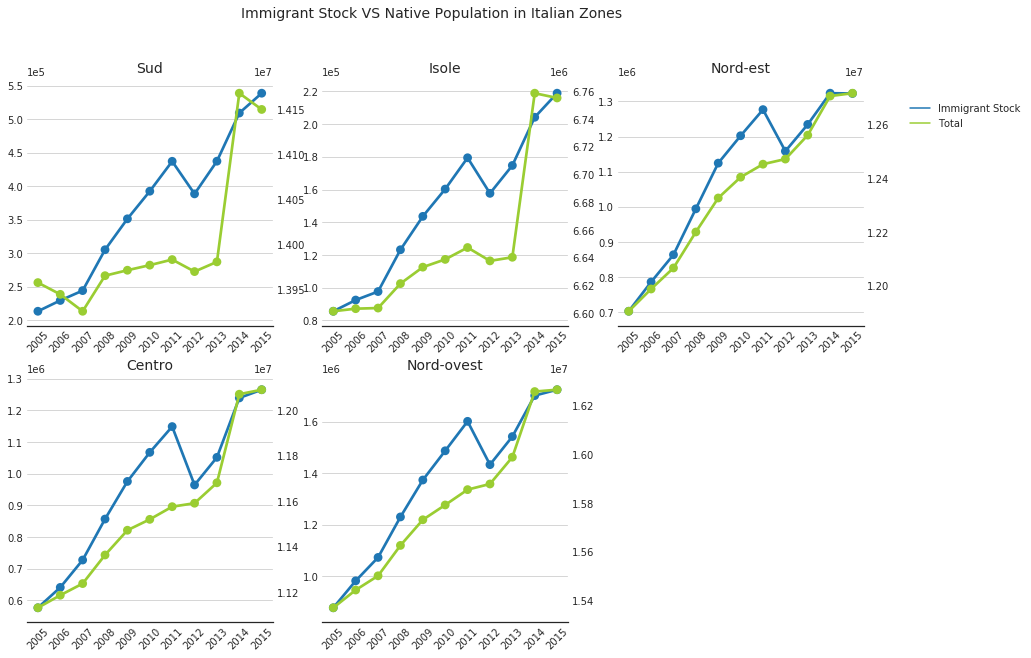 Immigrant Stock VS Native Population in Italian Zones
Sud
1e5
1e7
5.5
5.0
4.5
4.0
3.5
3.0
2.5
2.0
1.415
1.410
1.405
1.400
1.395
2005 2006 2007 2008 2009 2010 2011 2012 2013 2014 2015
Isole
1e5
1e6
2.2
2.0
1.8
1.6
1.4
1.2
1.0
0.8
6.76
6.74
6.72
6.70
6.68
6.66
6.64
6.62
6.60
2005 2006 2007 2008 2009 2010 2011 2012 2013 2014 2015
Nord-est
1e6
1e7
1.3
1.2
1.1
1.0
0.9
0.8
0.7
1.26
1.24
1.22
1.20
2005 2006 2007 2008 2009 2010 2011 2012 2013 2014 2015
Immigrant Stock
Total
Centro
1e6
1e7
1.3
1.2
1.1
1.0
0.9
0.8
0.7
0.6
1.20
1.18
1.16
1.14
1.12
2005 2006 2007 2008 2009 2010 2011 2012 2013 2014 2015
Nord-ovest
1e6
1e7
1.6
1.4
1.2
1.0
1.62
1.60
1.58
1.56
1.54
2005 2006 2007 2008 2009 2010 2011 2012 2013 2014 2015